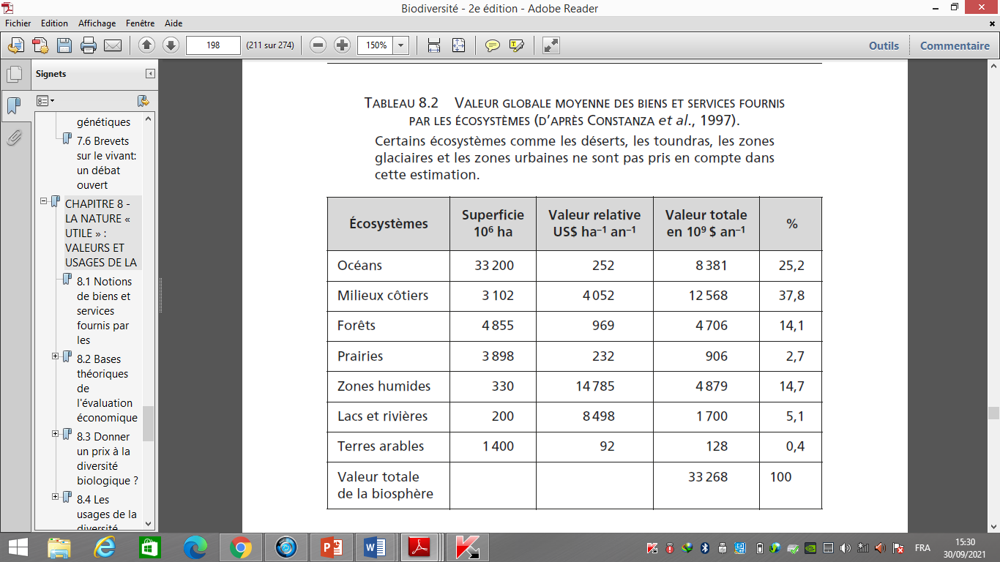 Biodiversité - 2e édition - Adobe Reader
Fichier Edition Affichage Fenêtre Aide
198 (211 sur 274) 150% Outils Commentaire
Signets
génétiques
7.6 Brevets
sur le vivant:
un débat
ouvert
CHAPITRE 8 -
LA NATURE «
UTILE » :
VALEURS ET
USAGES DE LA
8.1 Notions
de biens et
services
fournis par
les
8.2 Bases
théoriques
de
l'évaluation
économique
8.3 Donner
un prix à la
diversité
biologique ?
8.4 Les
usages de la
diversité
TABLEAU 8.2 VALEUR GLOBALE MOYENNE DES BIENS ET SERVICES FOURNIS
PAR LES ÉCOSYSTÈMES (D'APRÈS CONSTANZA et al., 1997).
Certains écosystèmes comme les déserts, les toundras, les zones
glaciaires et les zones urbaines ne sont pas pris en compte dans
cette estimation.
Écosystèmes Superficie 10⁶ ha Valeur relative US$ ha⁻¹ an⁻¹ Valeur totale en 10⁹ $ an⁻¹ %
Océans 33 200 252 8 381 25,2
Milieux côtiers 3 102 4 052 12 568 37,8
Forêts 4 855 969 4 706 14,1
Prairies 3 898 232 906 2,7
Zones humides 330 14 785 4 879 14,7
Lacs et rivières 200 8 498 1 700 5,1
Terres arables 1 400 92 128 0,4
Valeur totale 33 268 100
de la biosphère
FRA
15:30
30/09/2021